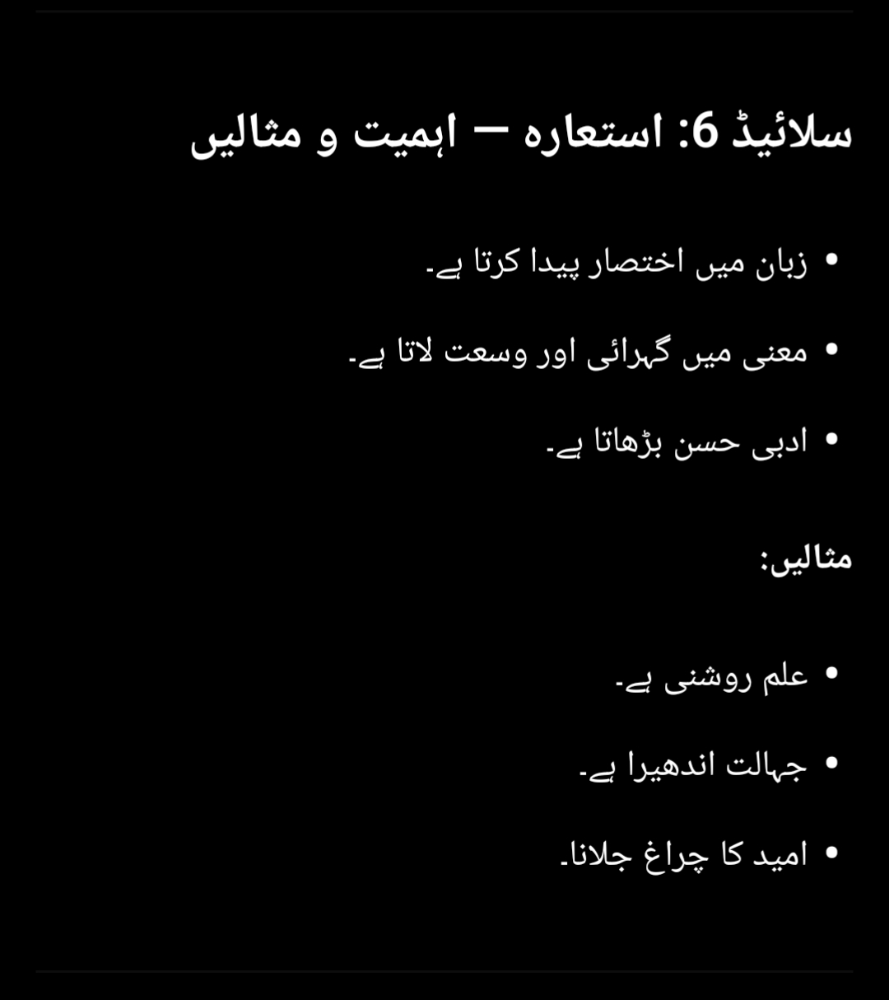 سلائیڈ 6: استعارہ — اہمیت و مثالیں
• زبان میں اختصار پیدا کرتا ہے۔
• معنی میں گہرائی اور وسعت لاتا ہے۔
• ادبی حسن بڑھاتا ہے۔
مثالیں:
• علم روشنی ہے۔
• جہالت اندھیرا ہے۔
• امید کا چراغ جلانا۔